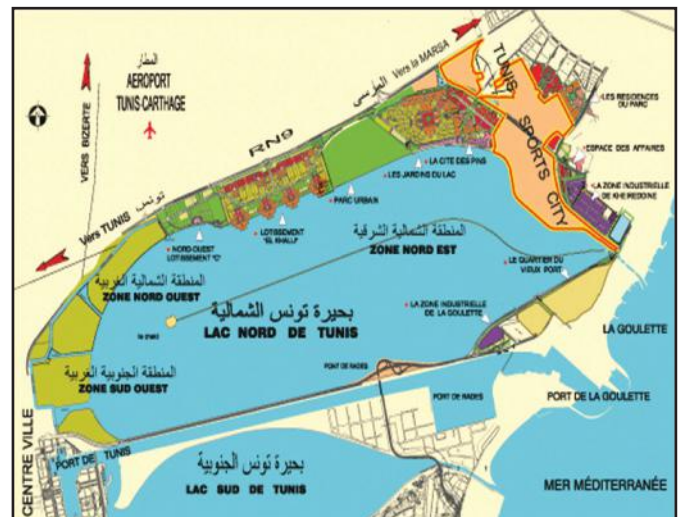 المطار
AEROPORT
TUNIS-CARTHAGE
VERS BIZERTE
RN9
المرسى
Vers la MARSA
TUNIS SPORTS CITY
LES RESIDENCES
DU PARC
ESPACE DES AFFAIRES
LA ZONE INDUSTRIELLE
DE KHEIREDDINE
LA CITE DES PINS
LES JARDINS DU LAC
PARC URBAIN
LOTISSEMENT
"EL KHALIJ"
NORD-OUEST
LOTISSEMENT "C"
تونس
Vers TUNIS
المنطقة الشمالية الشرقية
ZONE NORD EST
المنطقة الشمالية الغربية
ZONE NORD OUEST
LE QUARTIER DU
VIEUX PORT
بحيرة تونس الشمالية
LAC NORD DE TUNIS
LA ZONE INDUSTRIELLE
DE LA GOULETTE
LA GOULETTE
المنطقة الجنوبية الغربية
ZONE SUD OUEST
PONT DE RADES
PORT DE RADES
PORT DE LA GOULETTE
CENTRE VILLE
PORT DE TUNIS
بحيرة تونس الجنوبية
LAC SUD DE TUNIS
MER MÉDITERRANÉE